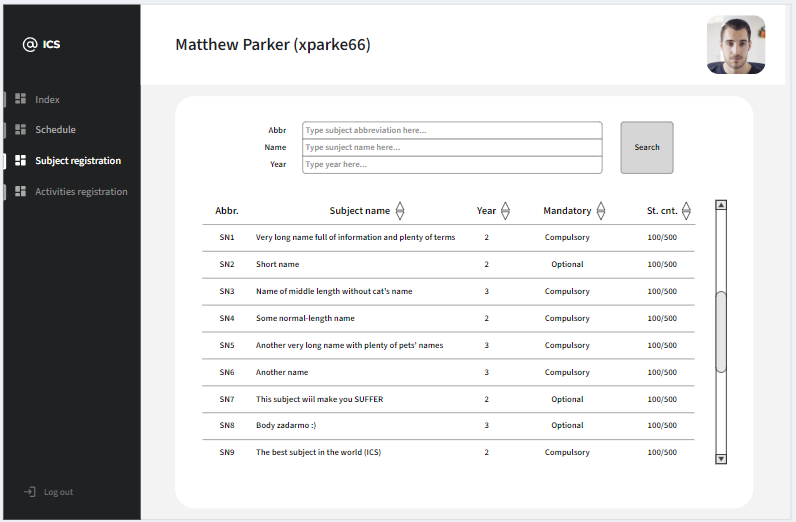 @ ICS
Matthew Parker (xparke66)
Index
Schedule
Subject registration
Activities registration
Log out
Abbr Type subject abbreviation here...
Name Type sunject name here...
Year Type year here...
Search
Abbr. Subject name Year Mandatory St. cnt.
SN1 Very long name full of information and plenty of terms 2 Compulsory 100/500
SN2 Short name 2 Optional 100/500
SN3 Name of middle length without cat's name 3 Compulsory 100/500
SN4 Some normal-length name 2 Compulsory 100/500
SN5 Another very long name with plenty of pets' names 3 Compulsory 100/500
SN6 Another name 3 Compulsory 100/500
SN7 This subject wiil make you SUFFER 2 Optional 100/500
SN8 Body zadarmo :) 3 Optional 100/500
SN9 The best subject in the world (ICS) 2 Compulsory 100/500